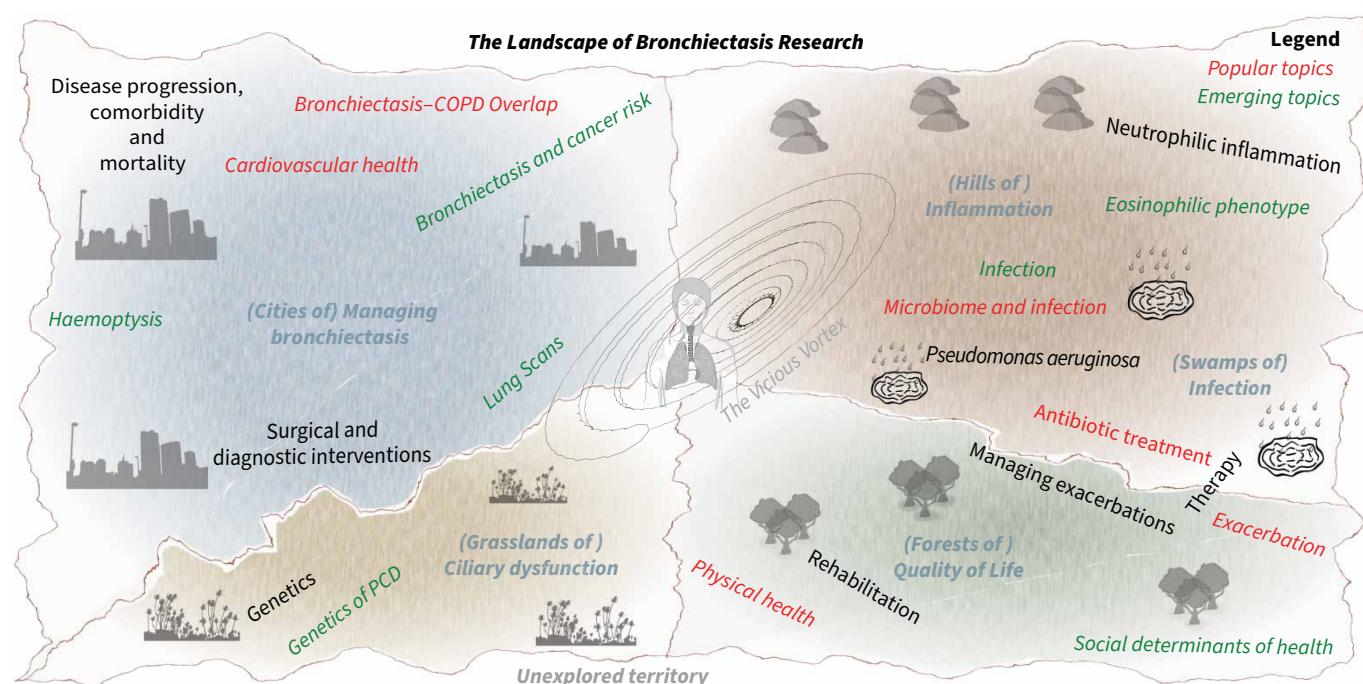 The Landscape of Bronchiectasis Research
Legend
Popular topics
Emerging topics
Disease progression,
comorbidity
and
mortality
Bronchiectasis–COPD Overlap
Cardiovascular health
Bronchiectasis and cancer risk
Haemoptysis
(Cities of) Managing
bronchiectasis
Lung Scans
Surgical and
diagnostic interventions
Neutrophilic inflammation
(Hills of )
Inflammation
Eosinophilic phenotype
Infection
Microbiome and infection
Pseudomonas aeruginosa
(Swamps of)
Infection
The Vicious Vortex
Antibiotic treatment
Therapy
Managing exacerbations
Exacerbation
(Grasslands of )
Ciliary dysfunction
Genetics
Genetics of PCD
(Forests of )
Quality of Life
Physical health
Rehabilitation
Social determinants of health
Unexplored territory